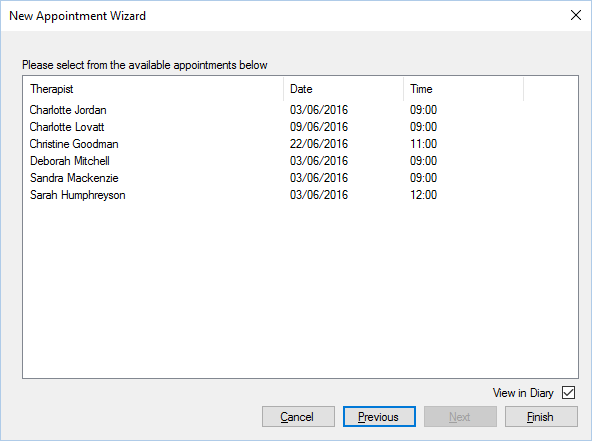 New Appointment Wizard
Please select from the available appointments below
Therapist Date Time
Charlotte Jordan 03/06/2016 09:00
Charlotte Lovatt 09/06/2016 09:00
Christine Goodman 22/06/2016 11:00
Deborah Mitchell 03/06/2016 09:00
Sandra Mackenzie 03/06/2016 09:00
Sarah Humphreyson 03/06/2016 12:00
View in Diary
Cancel Previous Next Finish